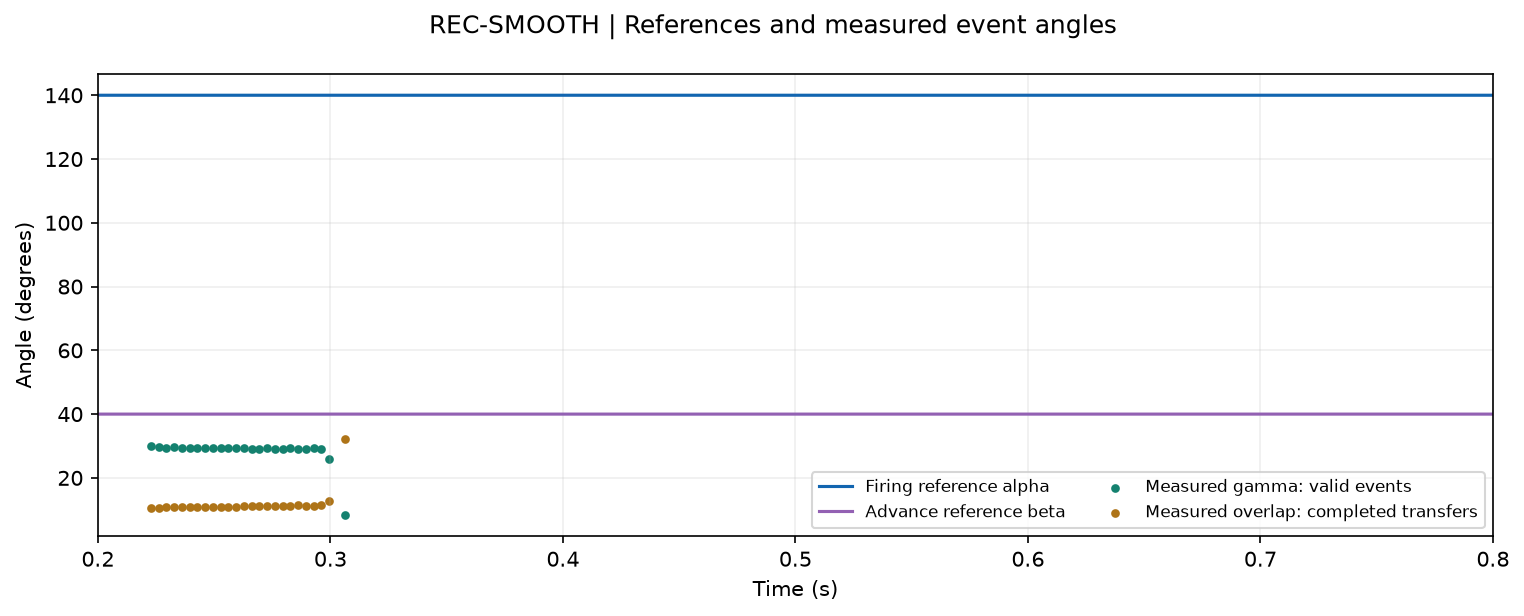 REC-SMOOTH | References and measured event angles
140
120
100
80
60
40
20
Angle (degrees)
Firing reference alpha
Advance reference beta
Measured gamma: valid events
Measured overlap: completed transfers
0.2 0.3 0.4 0.5 0.6 0.7 0.8
Time (s)